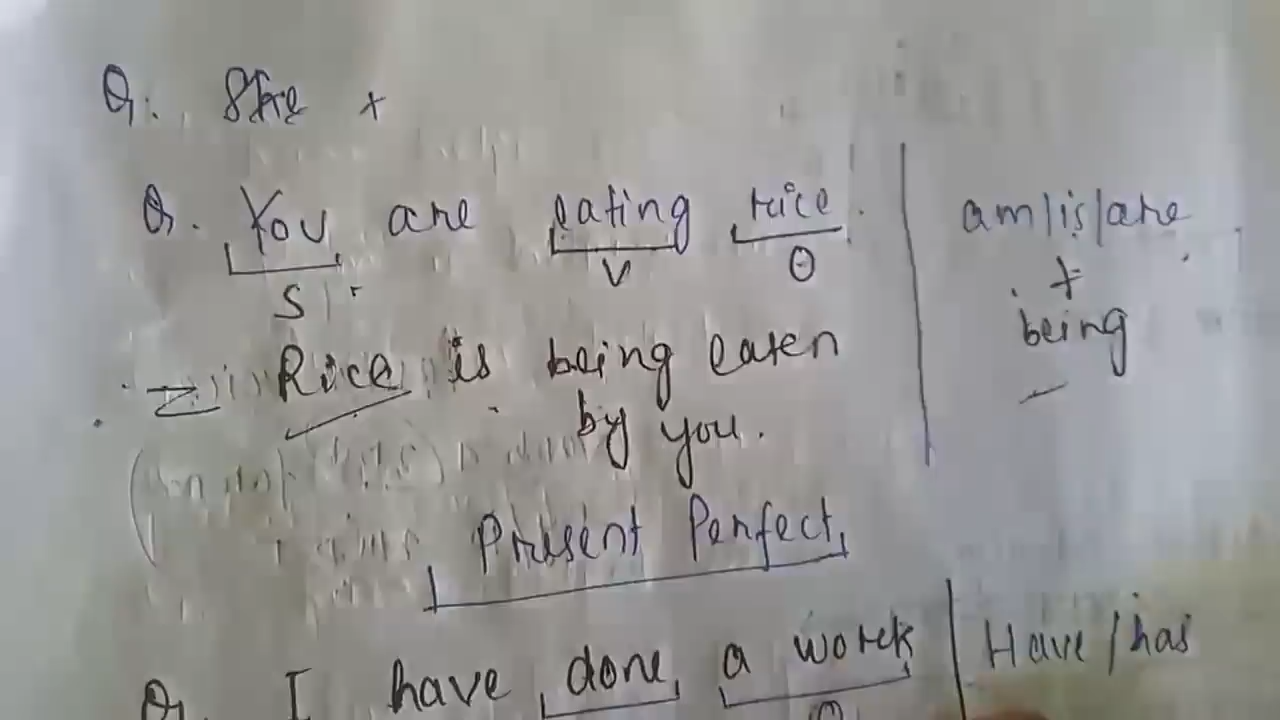 Q. She +
Q. You are eating rice.
S V O
am/is/are
+
being
Rice is being eaten
by you.
Present Perfect
Q. I have done a work
O
Have/has